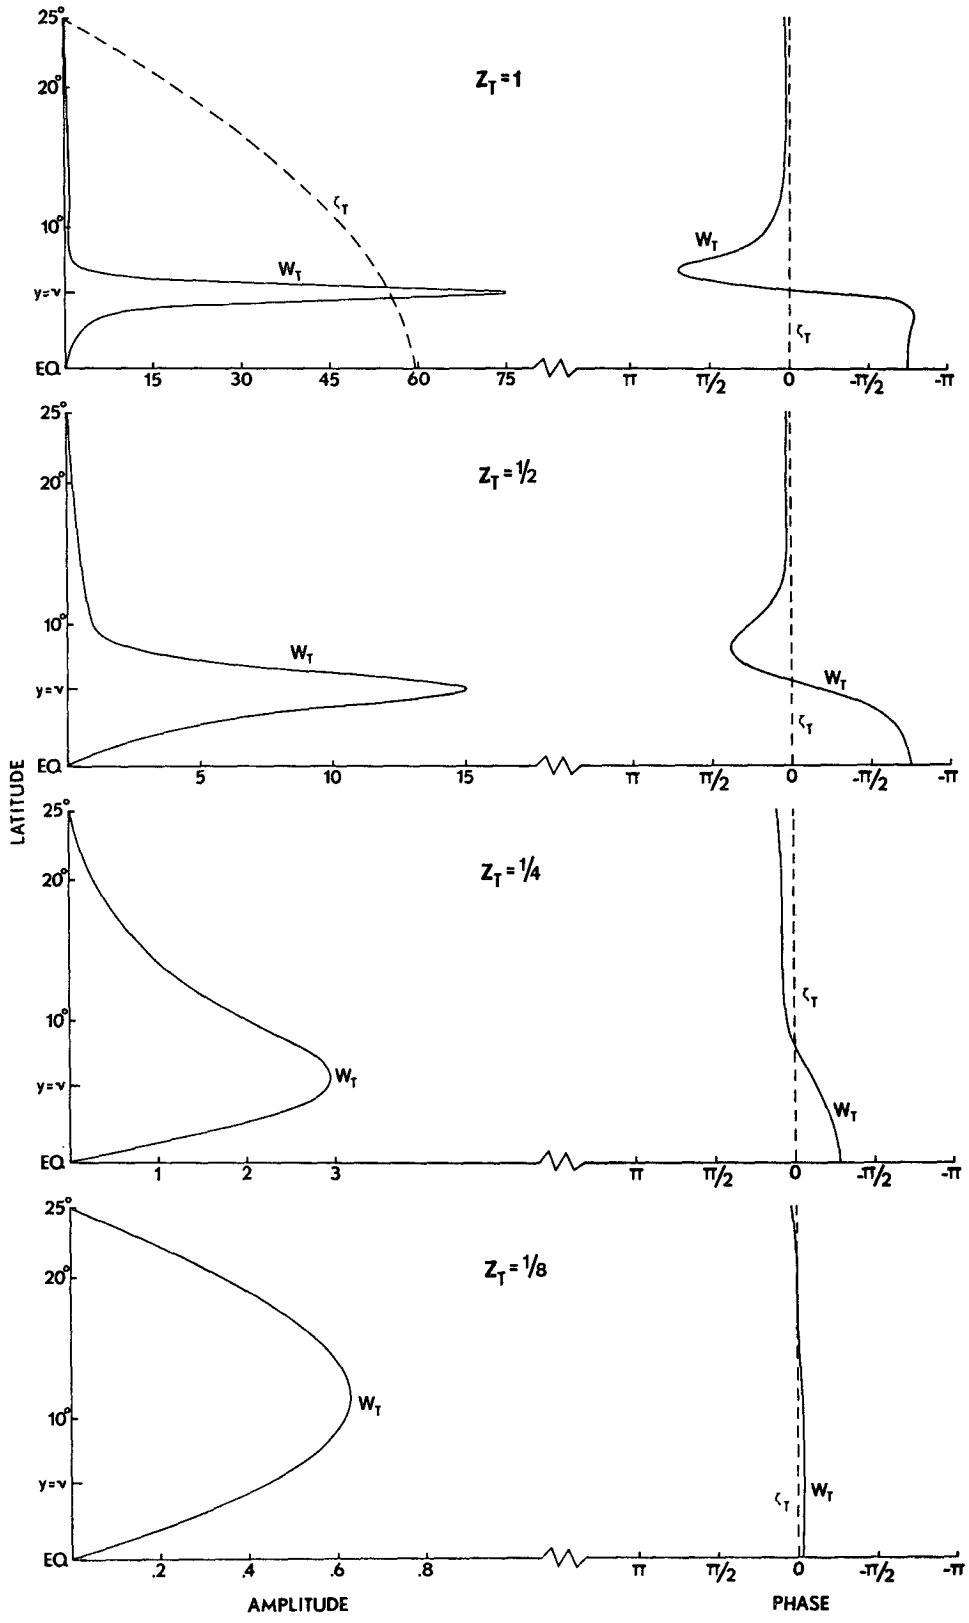 25°
Z_T = 1
20°
ζ_T
10°
W_T
W_T
y=ν
ζ_T
EQ
15 30 45 60 75 π π/2 0 -π/2 -π
25°
Z_T = 1/2
20°
10°
W_T
W_T
y=ν
ζ_T
EQ
5 10 15 π π/2 0 -π/2 -π
LATITUDE
25°
Z_T = 1/4
20°
10°
ζ_T
W_T
y=ν
W_T
EQ
1 2 3 π π/2 0 -π/2 -π
25°
Z_T = 1/8
20°
10°
W_T
y=ν
ζ_T W_T
EQ
.2 .4 .6 .8 π π/2 0 -π/2 -π
AMPLITUDE PHASE